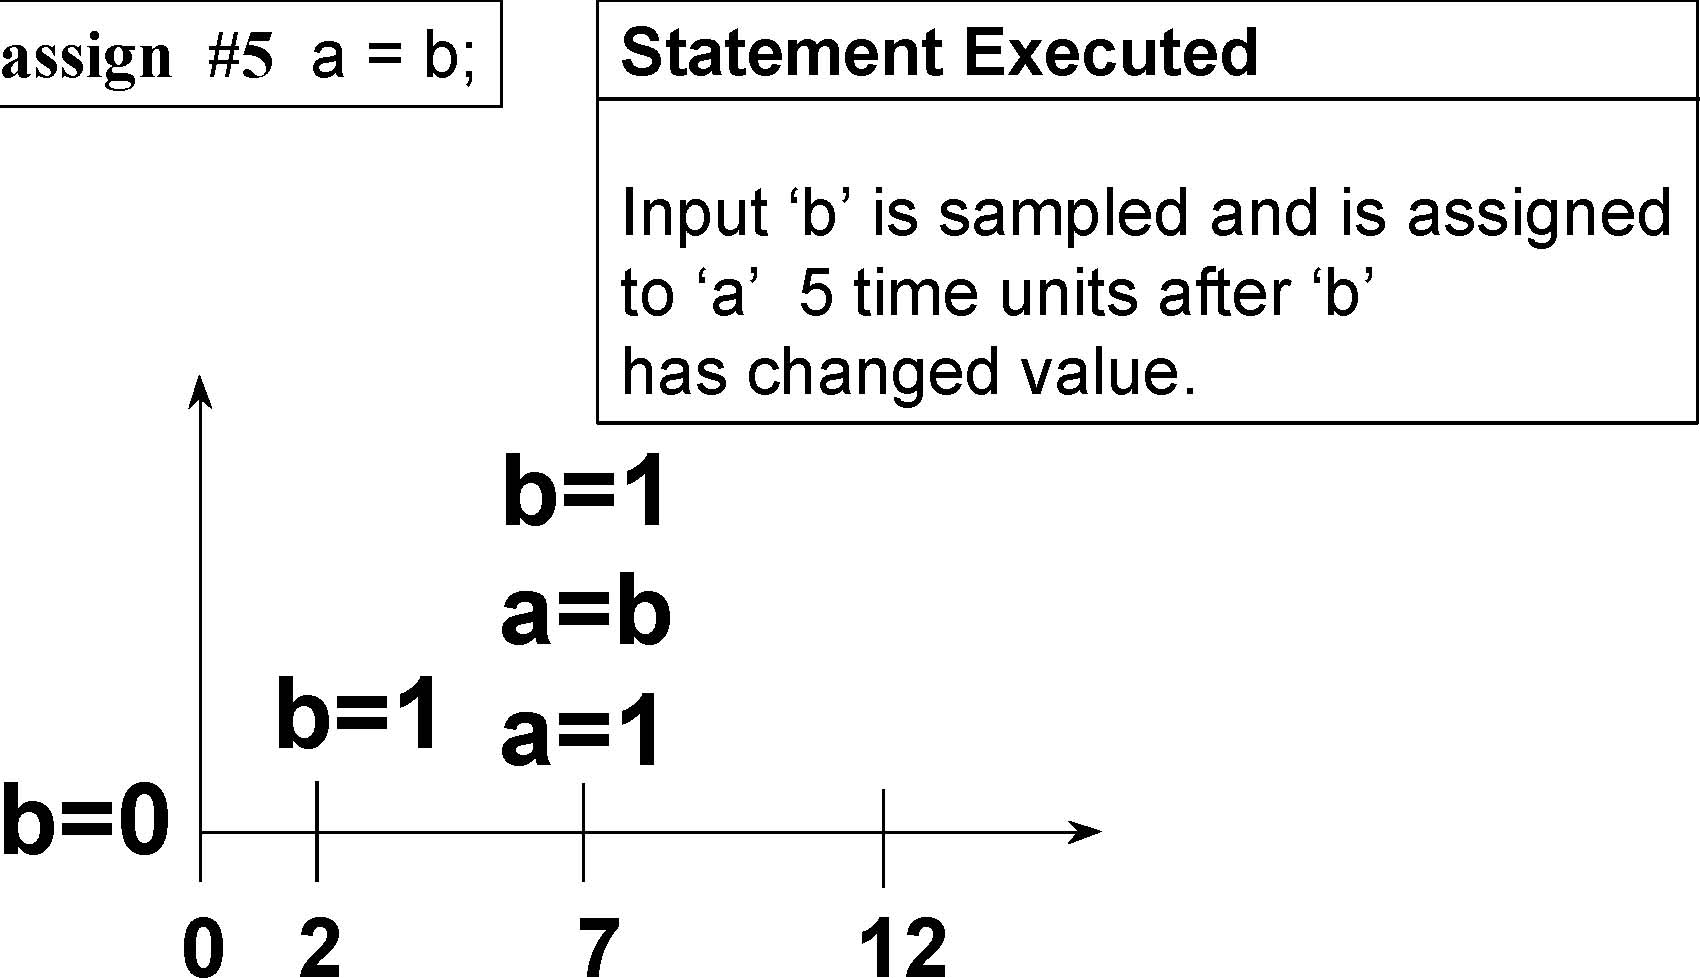 assign #5 a = b;
Statement Executed
Input ‘b’ is sampled and is assigned
to ‘a’ 5 time units after ‘b’
has changed value.
b=1
a=b
b=1
a=1
b=0
0 2 7 12